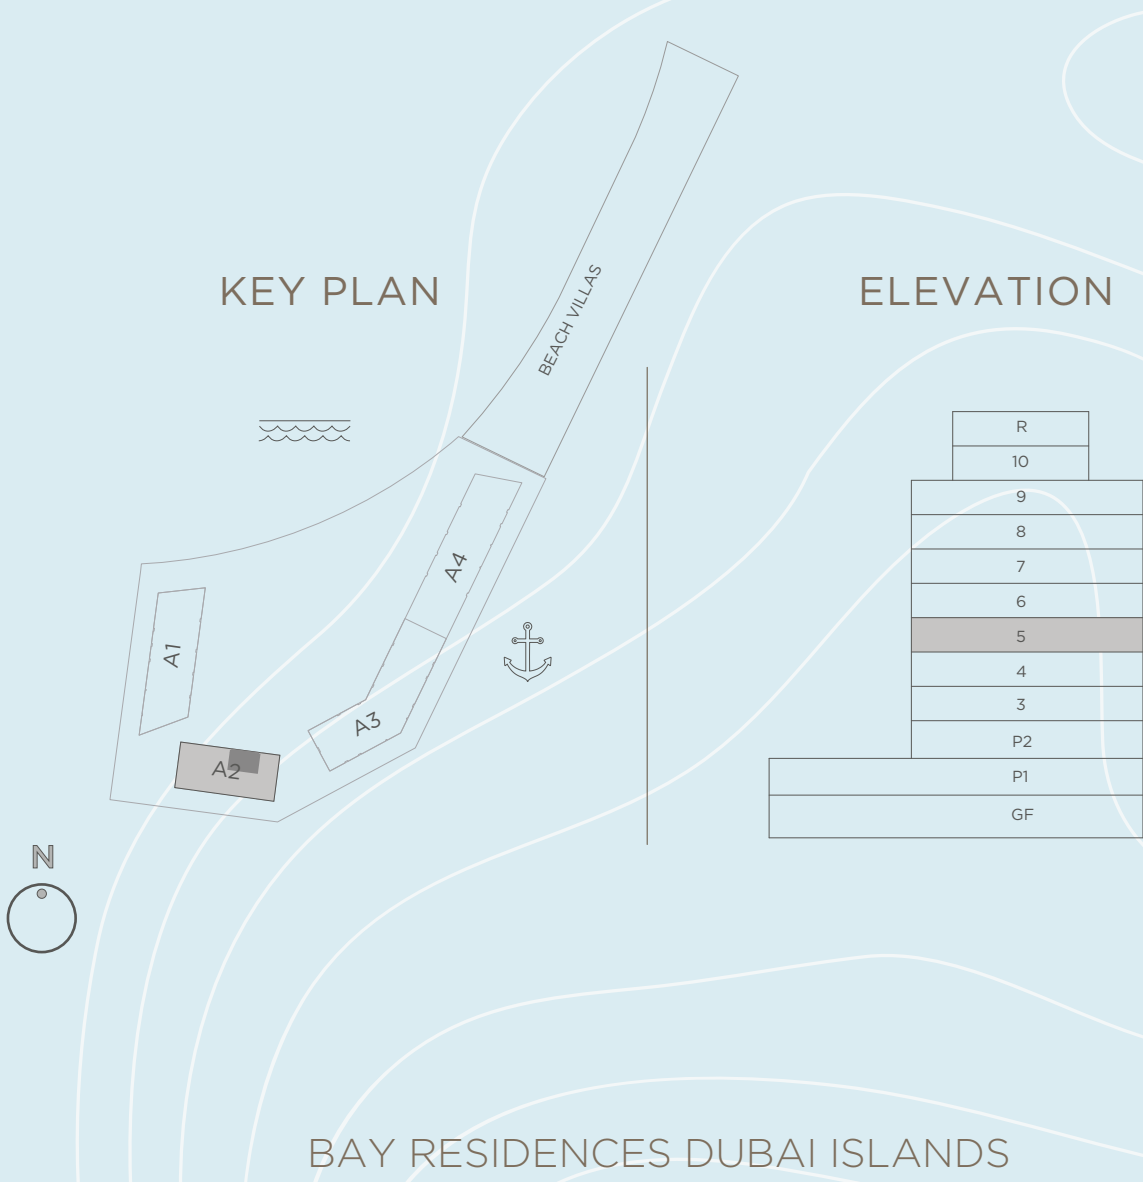 KEY PLAN
ELEVATION
BEACH VILLAS
A4
A1
A3
A2
N
R
10
9
8
7
6
5
4
3
P2
P1
GF
BAY RESIDENCES DUBAI ISLANDS